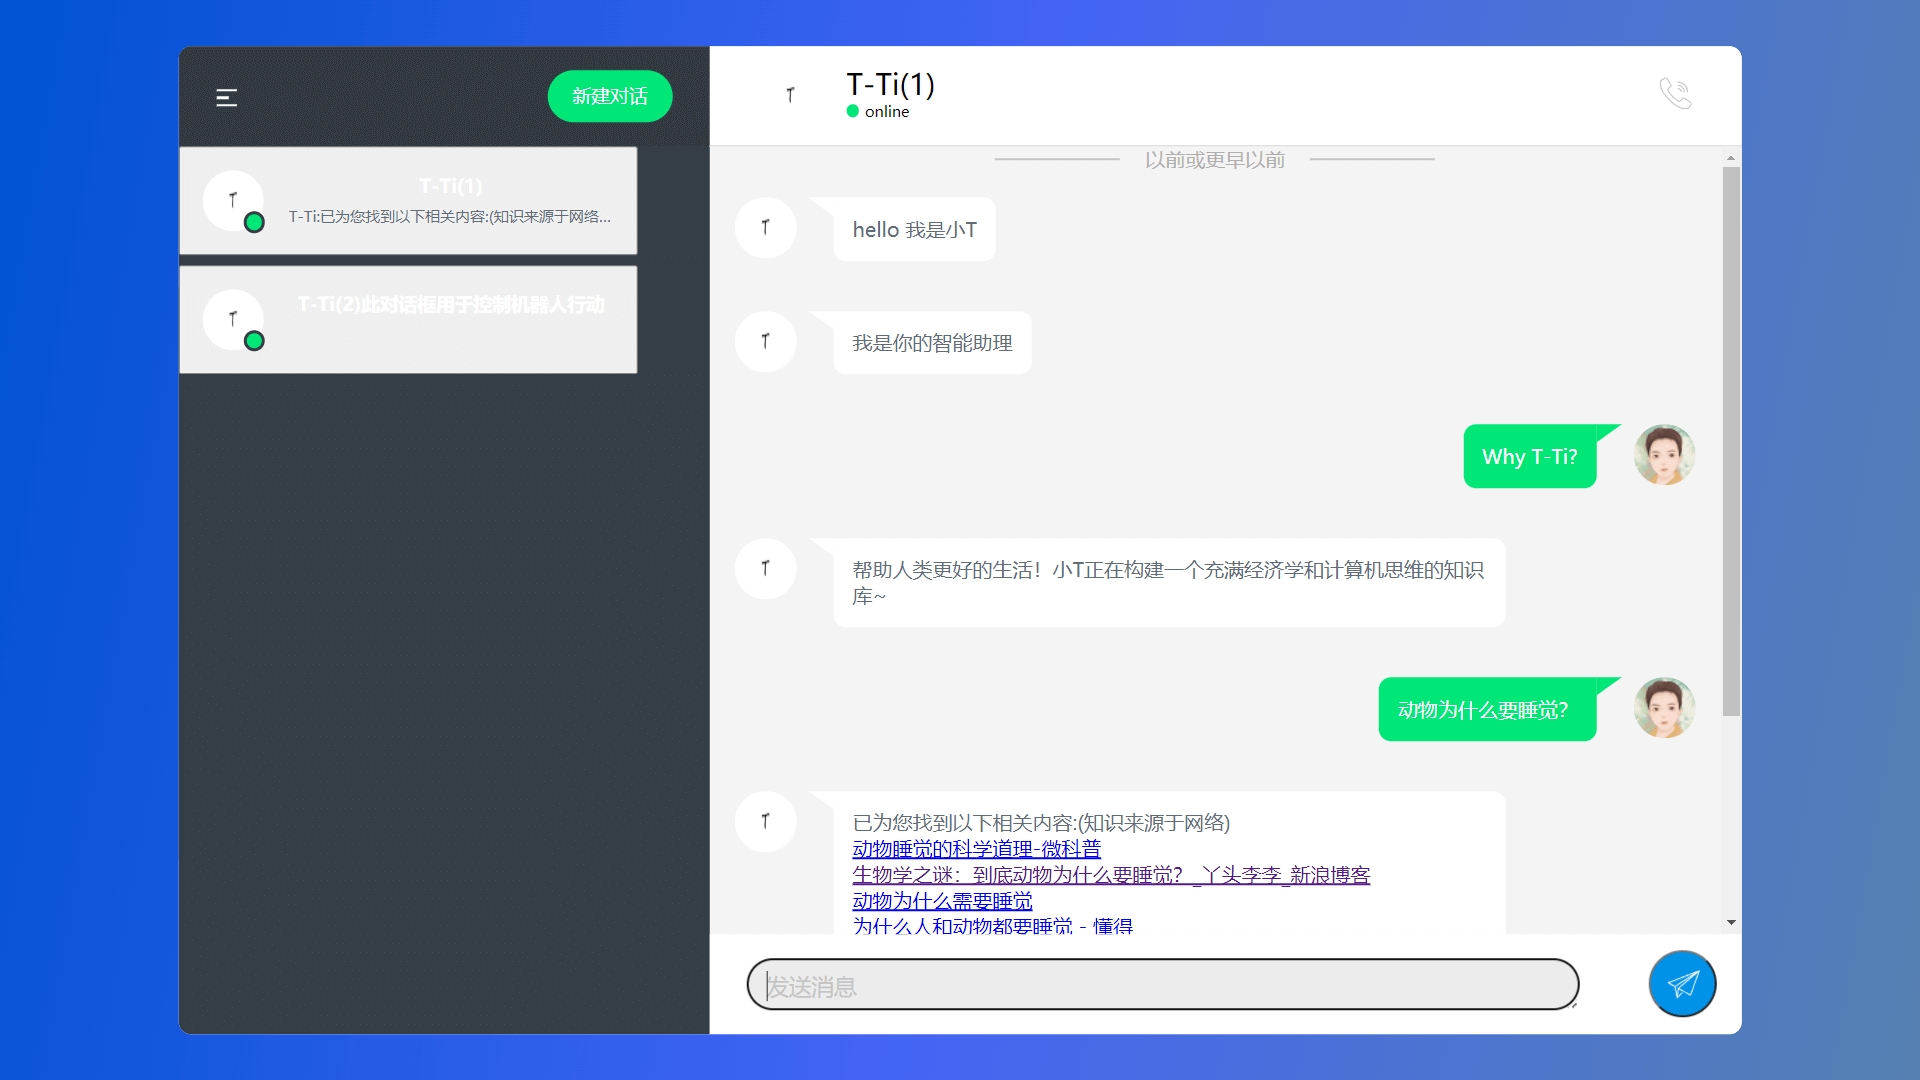 新建对话
T-Ti(1)
T-Ti:已为您找到以下相关内容:(知识来源于网络...
T-Ti(2)此对话框用于控制机器人行动
T-Ti(1)
online
以前或更早以前
hello 我是小T
我是你的智能助理
Why T-Ti?
帮助人类更好的生活！小T正在构建一个充满经济学和计算机思维的知识
库~
动物为什么要睡觉?
已为您找到以下相关内容:(知识来源于网络)
动物睡觉的科学道理-微科普
生物学之谜：到底动物为什么要睡觉？_丫头李李_新浪博客
动物为什么需要睡觉
为什么人和动物都要睡觉 - 懂得
发送消息